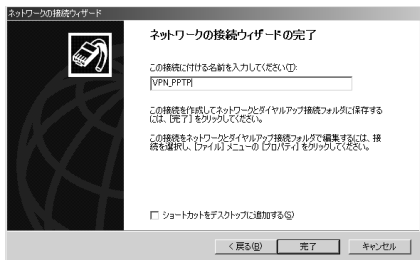 ネットワークの接続ウィザード
ネットワークの接続ウィザードの完了
この接続に付ける名前を入力してください(T):
VPN_PPTP
この接続を作成してネットワークとダイヤルアップ接続フォルダに保存する
には、[完了] をクリックしてください。
この接続をネットワークとダイヤルアップ接続フォルダで編集するには、接
続を選択し、[ファイル] メニューの [プロパティ] をクリックしてください。
ショートカットをデスクトップに追加する(S)
< 戻る(B)
完了
キャンセル